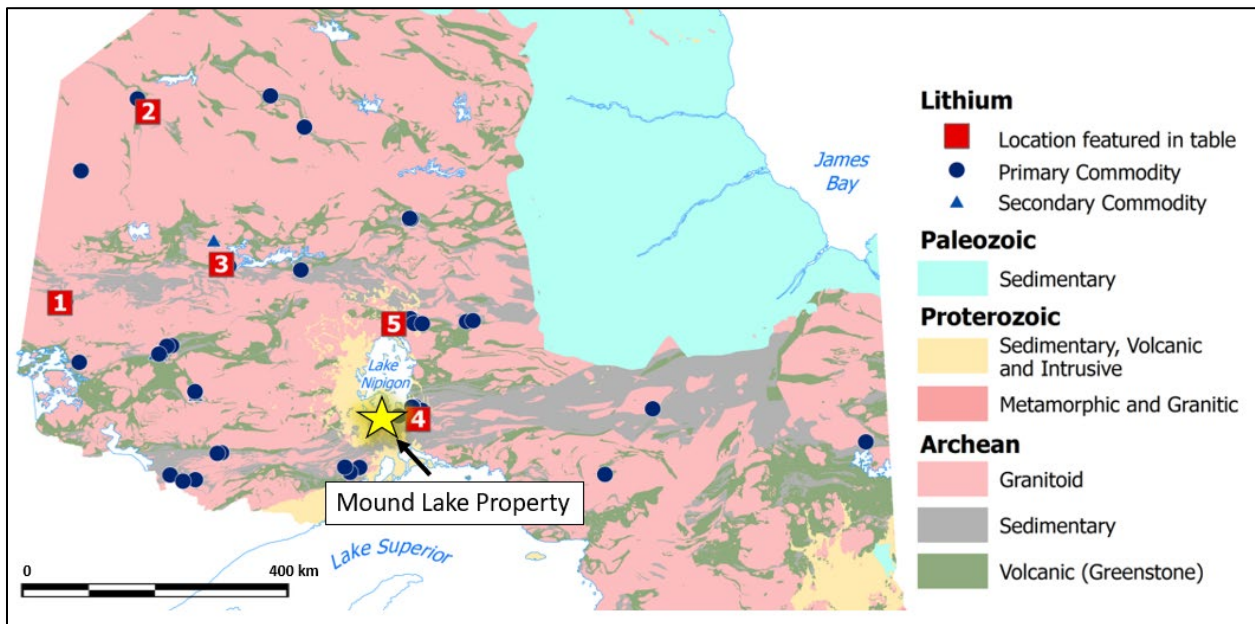 2
3
1
5
4
James
Bay
Lake
Nipigon
Mound Lake Property
Lake Superior
0
400 km
Lithium
Location featured in table
Primary Commodity
Secondary Commodity
Paleozoic
Sedimentary
Proterozoic
Sedimentary, Volcanic
and Intrusive
Metamorphic and Granitic
Archean
Granitoid
Sedimentary
Volcanic (Greenstone)